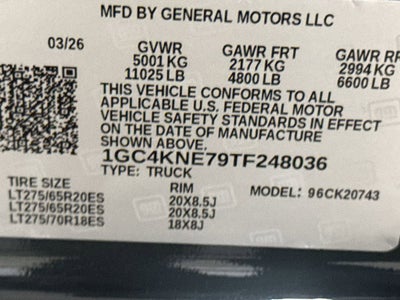 MFD BY GENERAL MOTORS LLC
03/26 GVWR GAWR FRT GAWR RR
5001 KG 2177 KG 2994 KG
11025 LB 4800 LB 6600 LB
THIS VEHICLE CONFORMS TO ALL
APPLICABLE U.S. FEDERAL MOTOR
VEHICLE SAFETY STANDARDS IN EFFECT
ON THE DATE OF MANUFACTURE
SHOWN ABOVE.
1GC4KNE79TF248036
TYPE: TRUCK
TIRE SIZE RIM MODEL: 96CK20743
LT275/65R20ES 20X8.5J
LT275/65R20ES 20X8.5J
LT275/70R18ES 18X8J